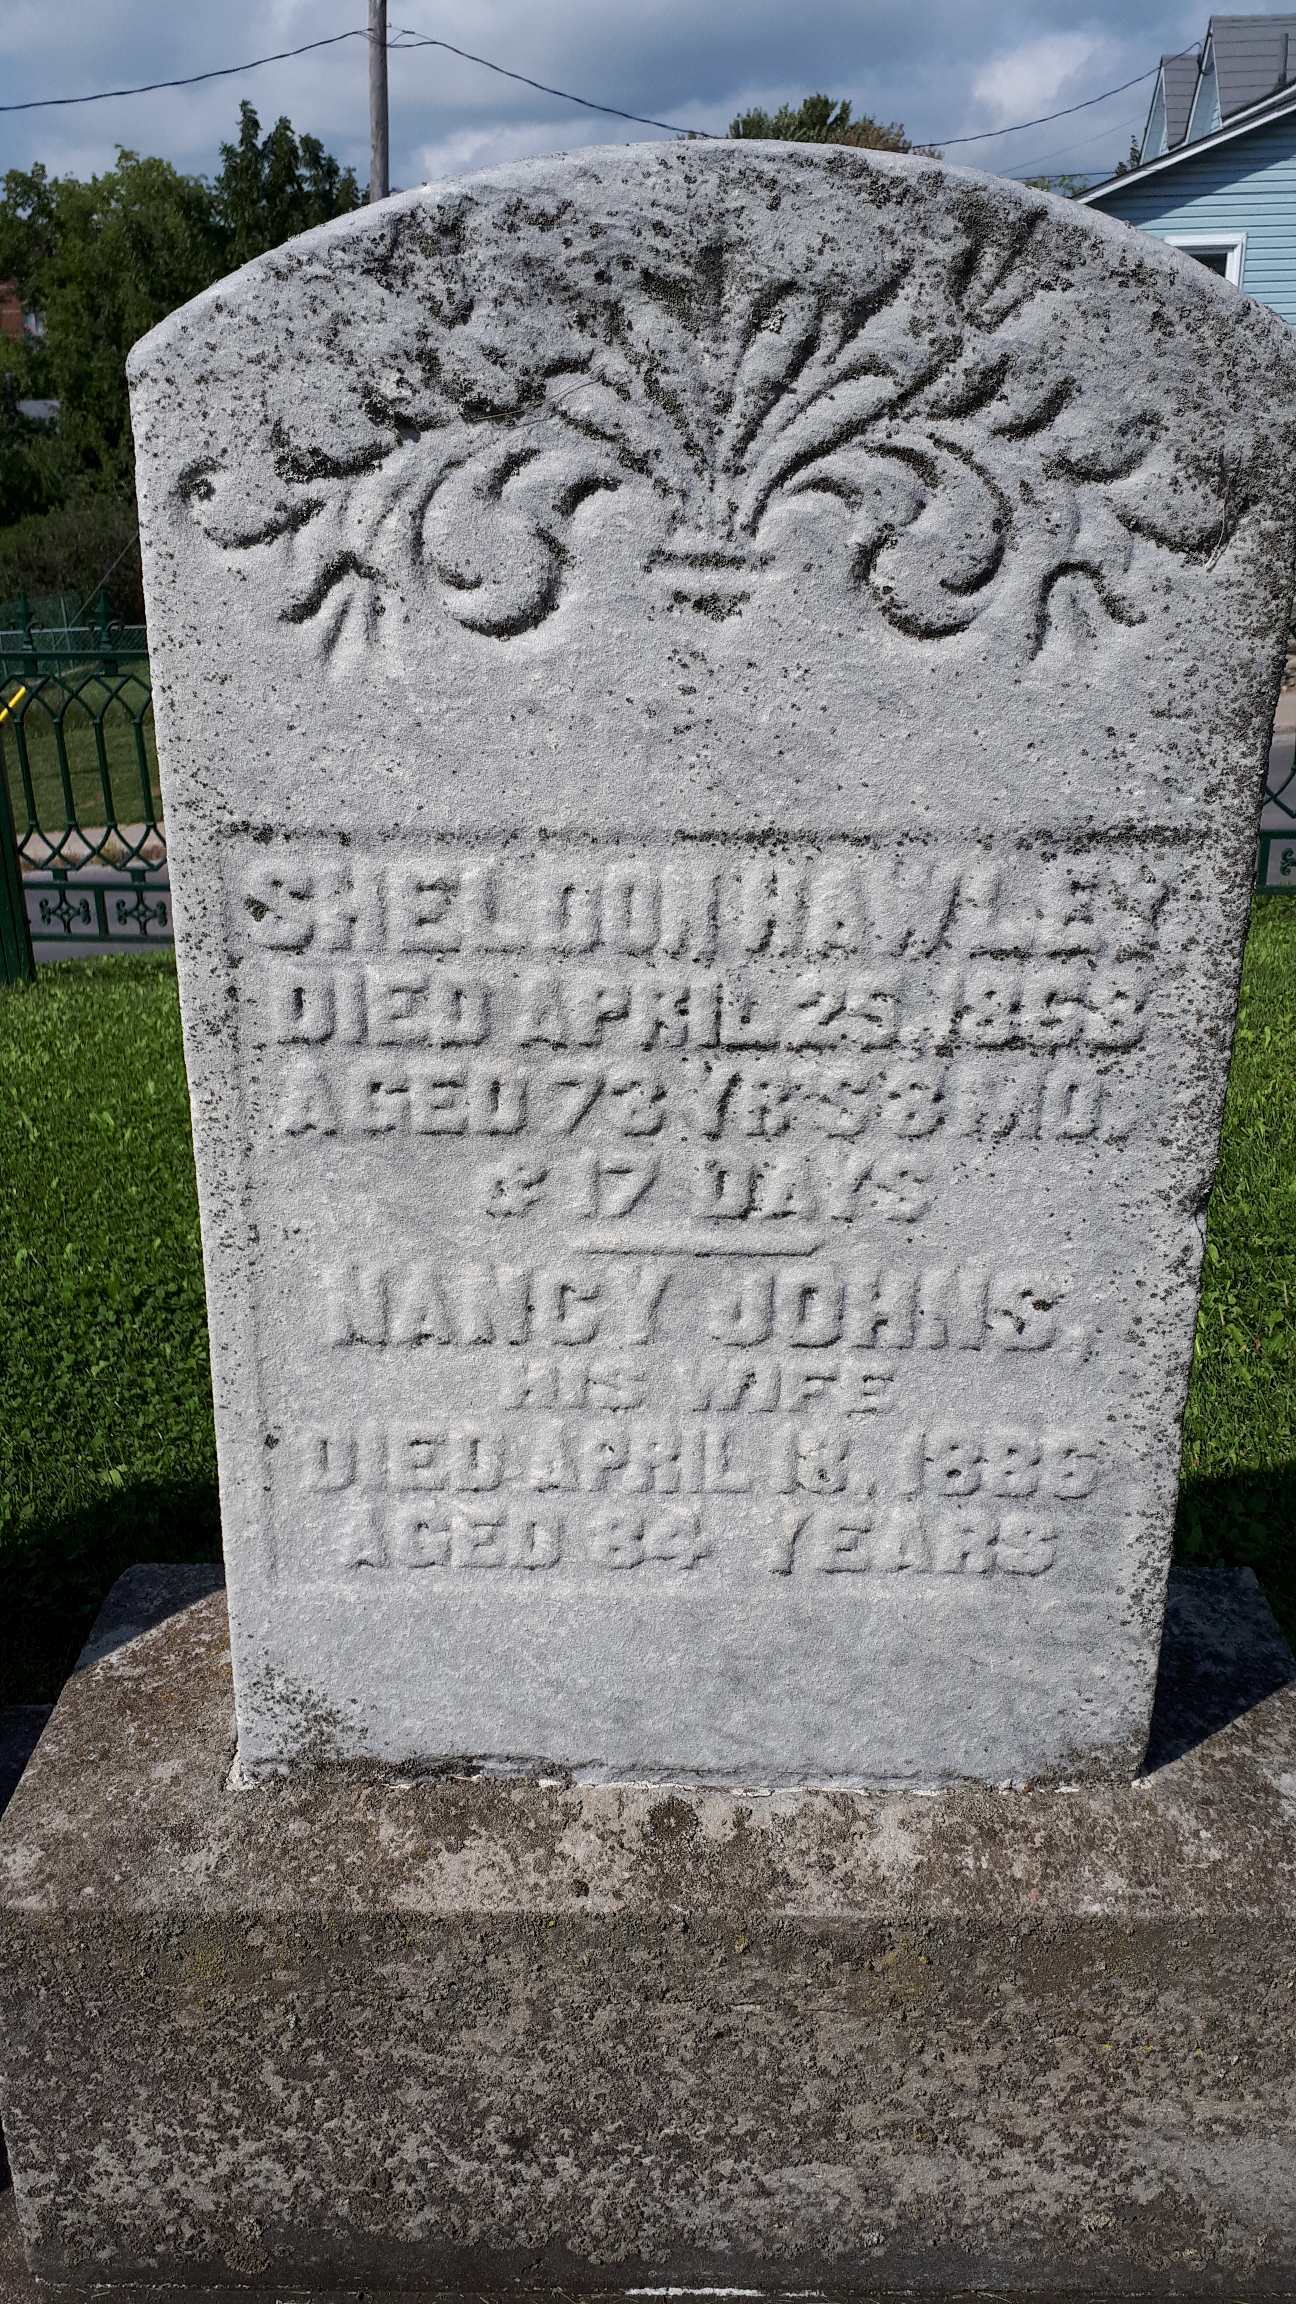 SHELDON HAWLEY
DIED APRIL 25, 1868
AGED 73 YR'S 8 MO.
& 17 DAYS
NANCY JOHNS,
HIS WIFE
DIED APRIL 18, 1886
AGED 84 YEARS